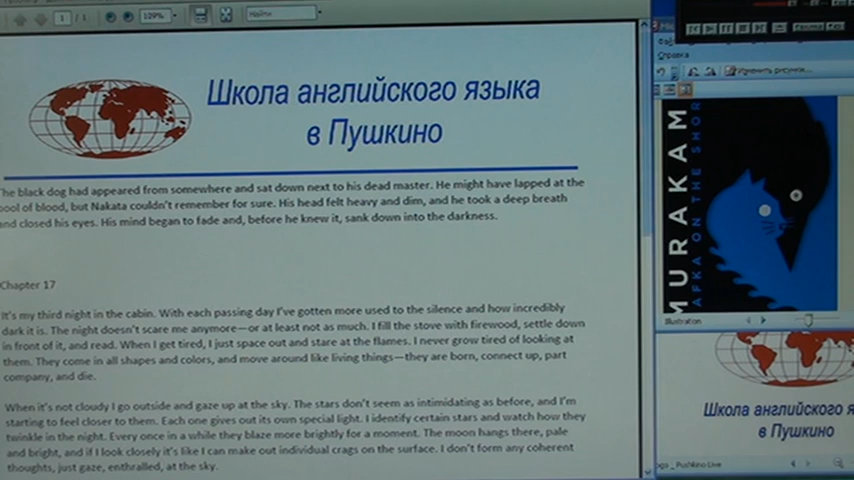 1 / 1
129%
Найти
Школа английского языка
в Пушкино
The black dog had appeared from somewhere and sat down next to his dead master. He might have lapped at the
pool of blood, but Nakata couldn't remember for sure. His head felt heavy and dim, and he took a deep breath
and closed his eyes. His mind began to fade and, before he knew it, sank down into the darkness.
Chapter 17
It's my third night in the cabin. With each passing day I've gotten more used to the silence and how incredibly
dark it is. The night doesn't scare me anymore—or at least not as much. I fill the stove with firewood, settle down
in front of it, and read. When I get tired, I just space out and stare at the flames. I never grow tired of looking at
them. They come in all shapes and colors, and move around like living things—they are born, connect up, part
company, and die.
When it's not cloudy I go outside and gaze up at the sky. The stars don't seem as intimidating as before, and I'm
starting to feel closer to them. Each one gives out its own special light. I identify certain stars and watch how they
twinkle in the night. Every once in a while they blaze more brightly for a moment. The moon hangs there, pale
and bright, and if I look closely it's like I can make out individual crags on the surface. I don't form any coherent
thoughts, just gaze, enthralled, at the sky.
Справка
Изменить рисунок...
MURAKAM
AFKA ON THE SHOR
Illustration
Школа английского я
в Пушкино
ogo _ Pushkino Live